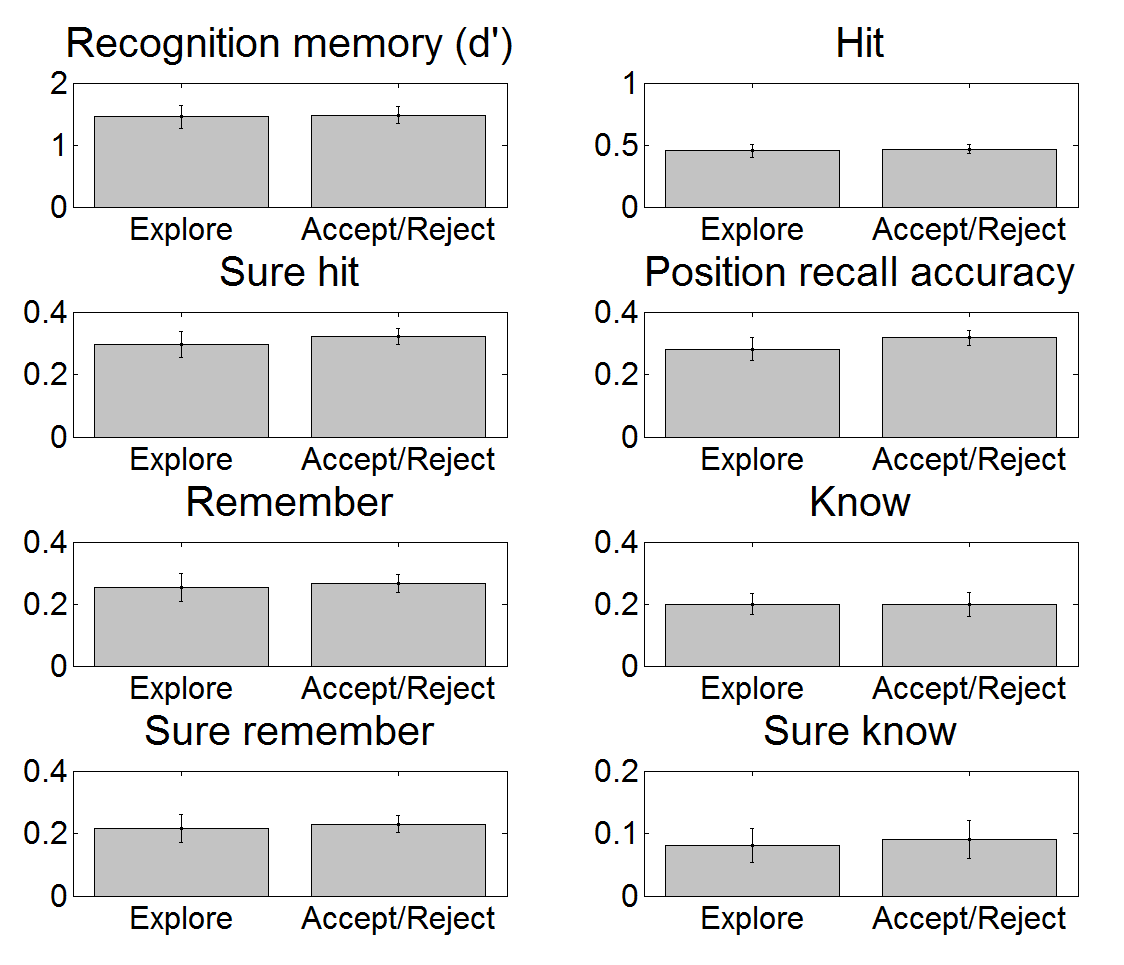 Recognition memory (d')
2
1
0
Explore Accept/Reject
Hit
1
0.5
0
Explore Accept/Reject
Sure hit
0.4
0.2
0
Explore Accept/Reject
Position recall accuracy
0.4
0.2
0
Explore Accept/Reject
Remember
0.4
0.2
0
Explore Accept/Reject
Know
0.4
0.2
0
Explore Accept/Reject
Sure remember
0.4
0.2
0
Explore Accept/Reject
Sure know
0.2
0.1
0
Explore Accept/Reject